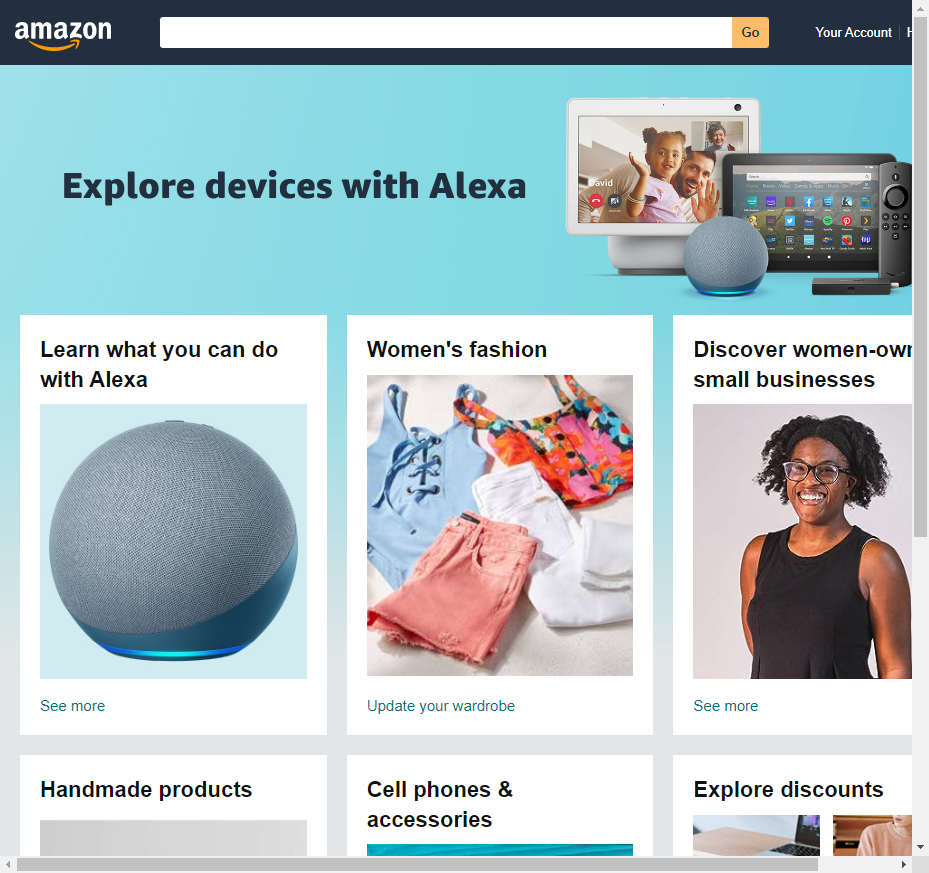 amazon
Go
Your Account
Explore devices with Alexa
David
Learn what you can do
with Alexa
Women's fashion
Discover women-own
small businesses
See more
Update your wardrobe
See more
Handmade products
Cell phones &
accessories
Explore discounts